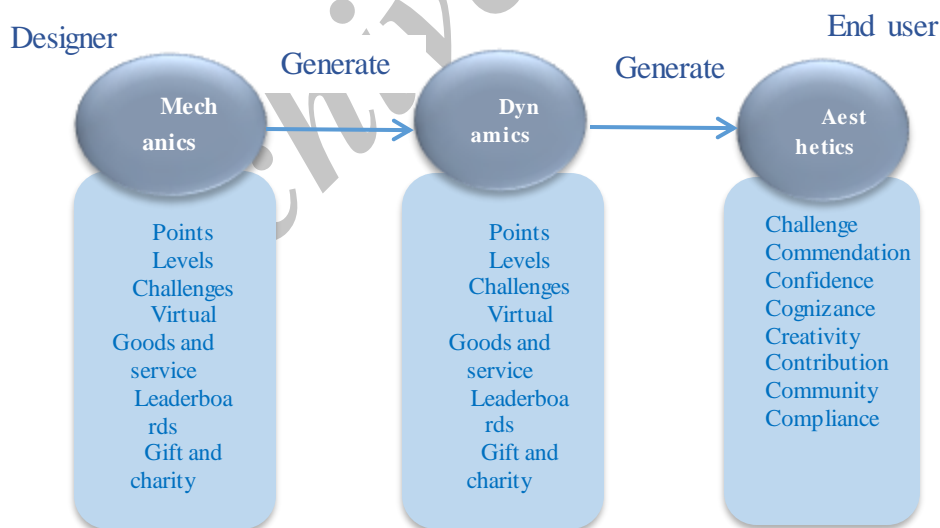 Designer
End user
Generate
Generate
Mech
anics
Dyn
amics
Aest
hetics
Points
Levels
Challenges
Virtual
Goods and
service
Leaderboa
rds
Gift and
charity
Points
Levels
Challenges
Virtual
Goods and
service
Leaderboa
rds
Gift and
charity
Challenge
Commendation
Confidence
Cognizance
Creativity
Contribution
Community
Compliance